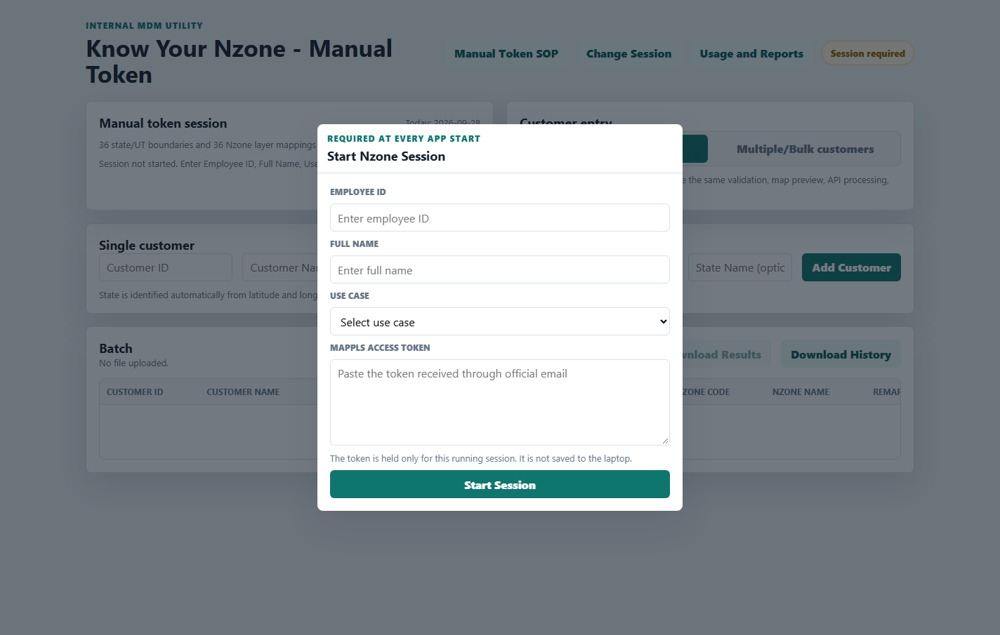 INTERNAL MDM UTILITY
Know Your Nzone - Manual
Token
Manual Token SOP
Change Session
Usage and Reports
Session required
Manual token session
Today: 2026-09-28
36 state/UT boundaries and 36 Nzone layer mappings
Session not started. Enter Employee ID, Full Name, Use
Customer entry
Multiple/Bulk customers
the same validation, map preview, API processing,
REQUIRED AT EVERY APP START
Start Nzone Session
EMPLOYEE ID
Enter employee ID
FULL NAME
Enter full name
USE CASE
Select use case
MAPPLS ACCESS TOKEN
Paste the token received through official email
The token is held only for this running session. It is not saved to the laptop.
Start Session
Single customer
Customer ID
Customer Nar
State Name (optic
Add Customer
State is identified automatically from latitude and long
Batch
No file uploaded.
Results
Download History
CUSTOMER ID
CUSTOMER NAME
ZONE CODE
NZONE NAME
REMAR